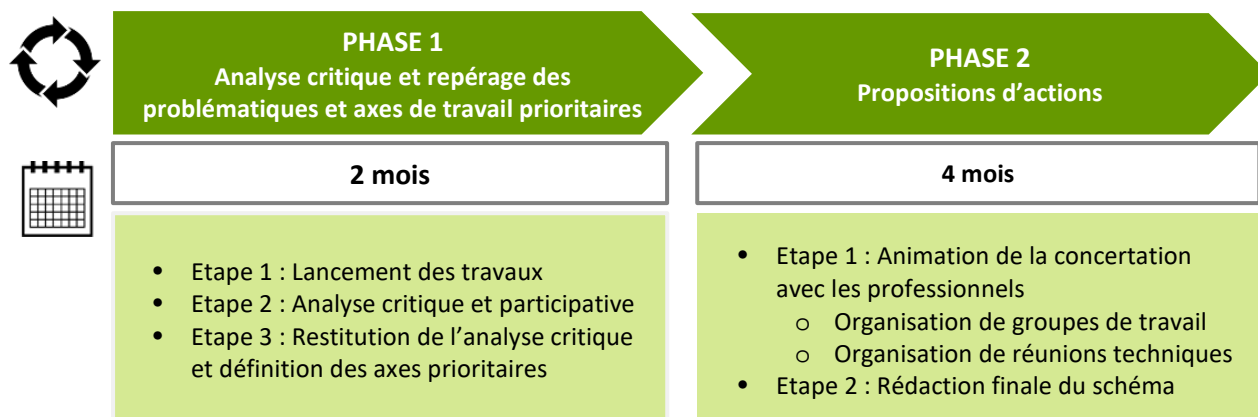 PHASE 1
Analyse critique et repérage des
problématiques et axes de travail prioritaires
PHASE 2
Propositions d’actions
2 mois
4 mois
• Etape 1 : Lancement des travaux
• Etape 2 : Analyse critique et participative
• Etape 3 : Restitution de l’analyse critique
et définition des axes prioritaires
• Etape 1 : Animation de la concertation
avec les professionnels
o Organisation de groupes de travail
o Organisation de réunions techniques
• Etape 2 : Rédaction finale du schéma